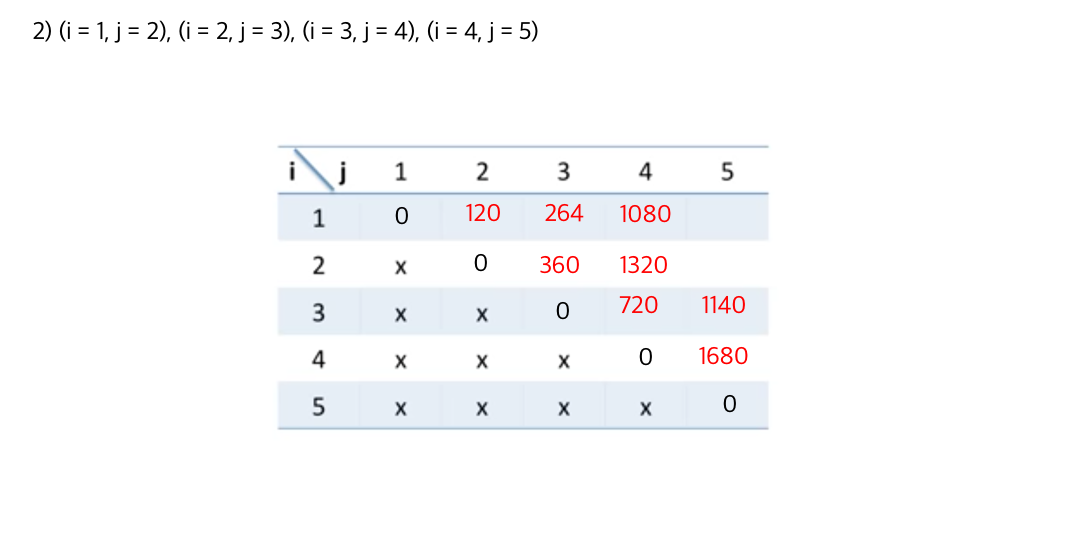 2) (i = 1, j = 2), (i = 2, j = 3), (i = 3, j = 4), (i = 4, j = 5)
i j 1 2 3 4 5
1 0 120 264 1080
2 x 0 360 1320
3 x x 0 720 1140
4 x x x 0 1680
5 x x x x 0